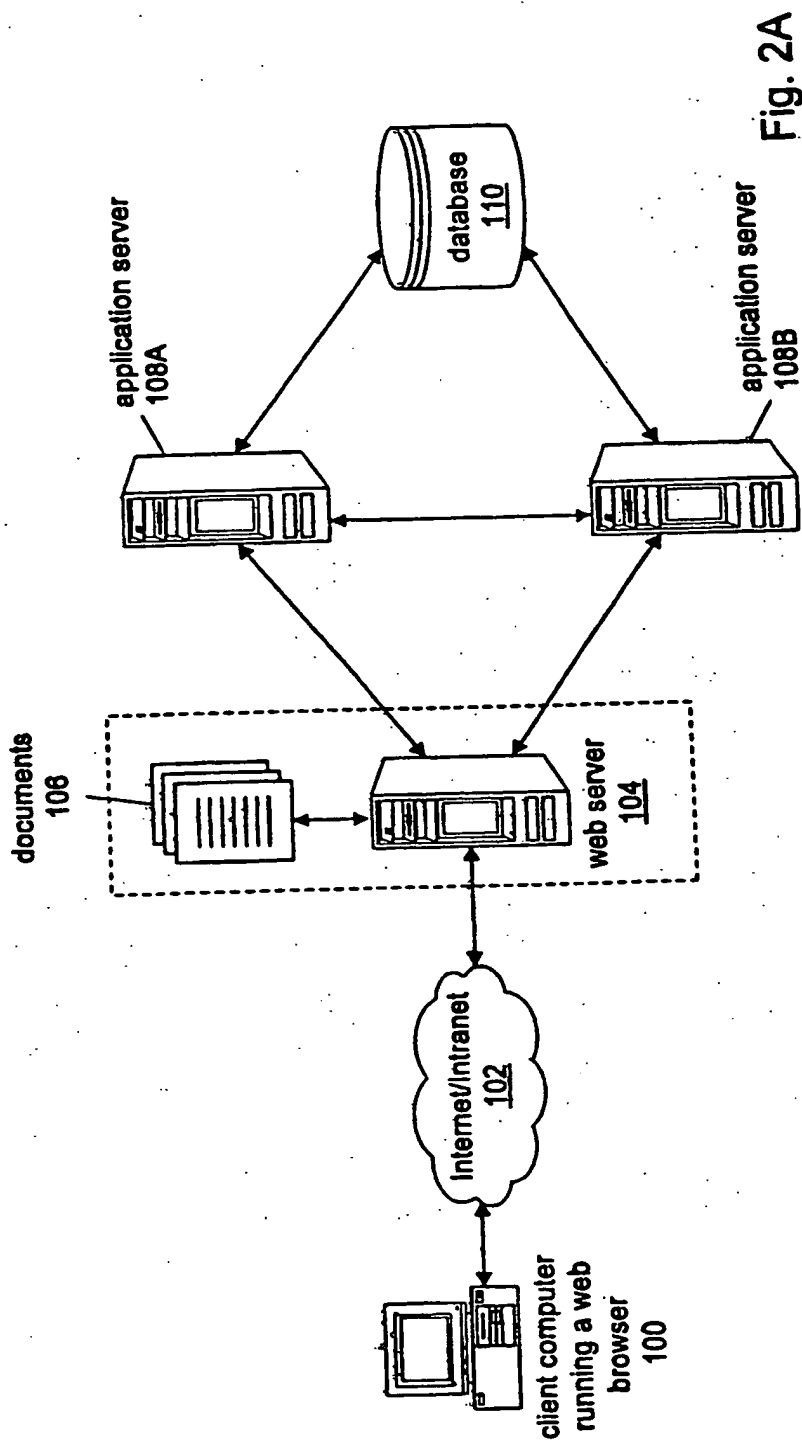 documents
106
application server
108A
client computer
running a web
browser
100
Internet/Intranet
102
web server
104
database
110
application server
108B
Fig. 2A